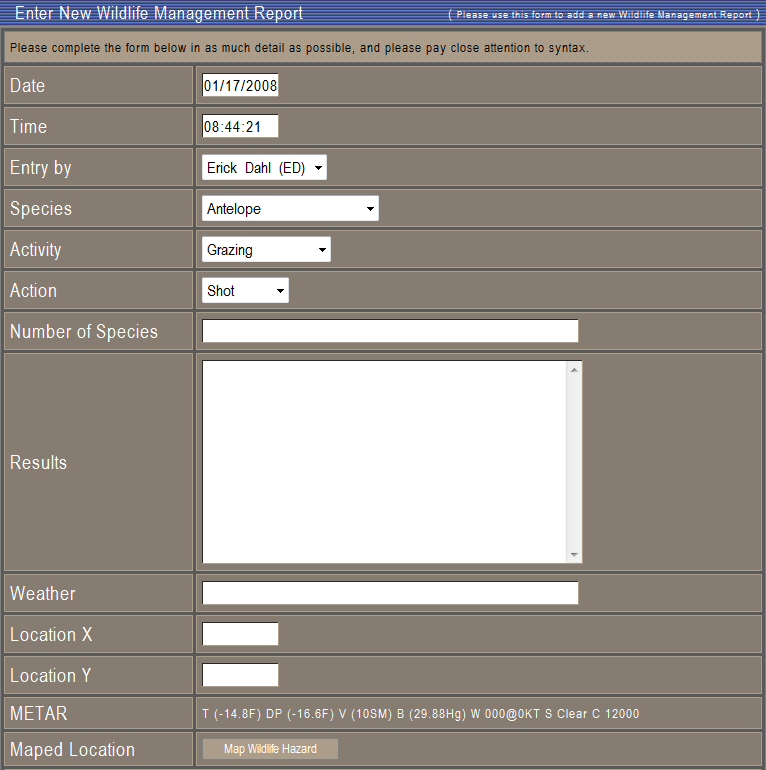 Enter New Wildlife Management Report ( Please use this form to add a new Wildlife Management Report )
Please complete the form below in as much detail as possible, and please pay close attention to syntax.
Date 01/17/2008
Time 08:44:21
Entry by Erick Dahl (ED)
Species Antelope
Activity Grazing
Action Shot
Number of Species
Results
Weather
Location X
Location Y
METAR T (-14.8F) DP (-16.6F) V (10SM) B (29.88Hg) W 000@0KT S Clear C 12000
Maped Location Map Wildlife Hazard